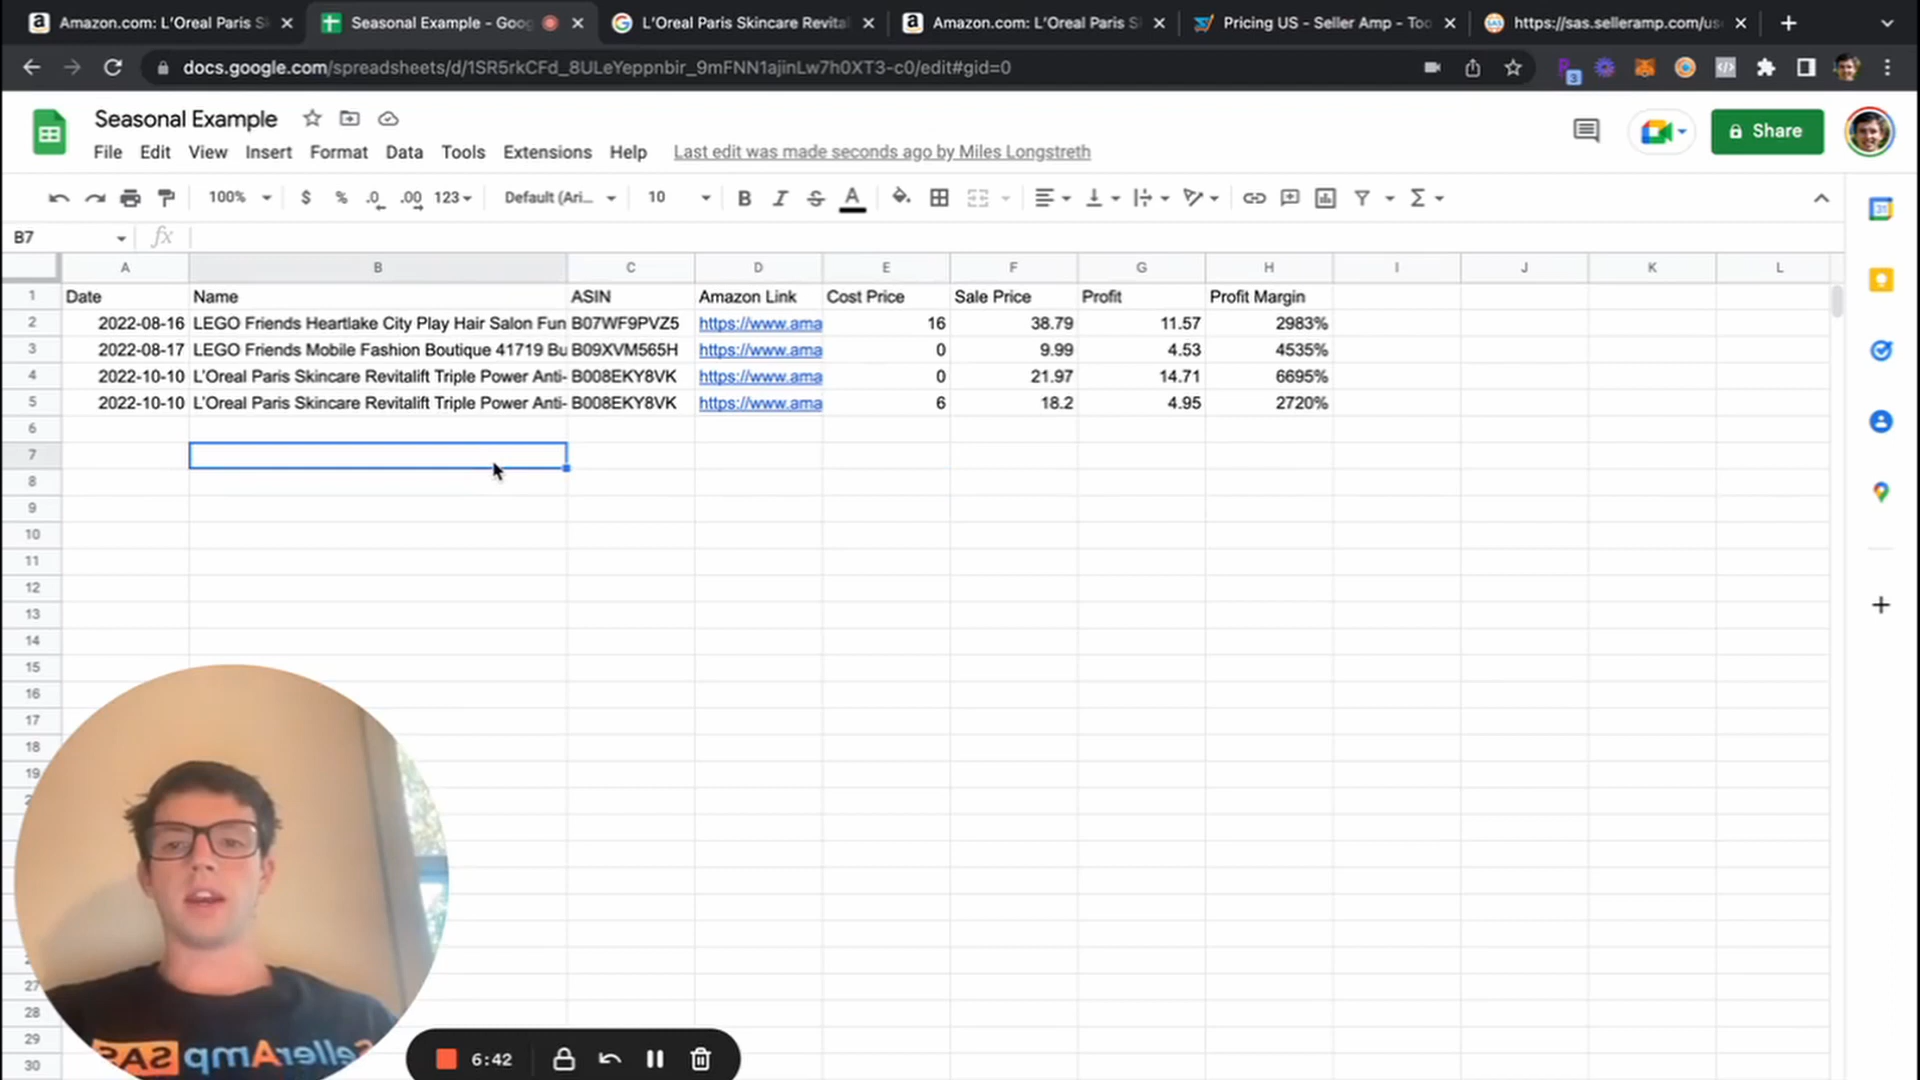 Amazon.com: L'Oreal Paris S
Seasonal Example - Goog
L'Oreal Paris Skincare Revital
Amazon.com: L'Oreal Paris S
Pricing US - Seller Amp - Too
https://sas.selleramp.com/us
docs.google.com/spreadsheets/d/1SR5rkCFd_8ULeYeppnbir_9mFNN1ajinLw7h0XT3-c0/edit#gid=0
3
Seasonal Example
Share
File Edit View Insert Format Data Tools Extensions Help Last edit was made seconds ago by Miles Longstreth
100% $ % .0 .00 123 Default (Ari... 10 B I S A Σ
31
B7 fx
A B C D E F G H I J K L
1 Date Name ASIN Amazon Link Cost Price Sale Price Profit Profit Margin
2 2022-08-16 LEGO Friends Heartlake City Play Hair Salon Fun B07WF9PVZ5 https://www.ama 16 38.79 11.57 2983%
3 2022-08-17 LEGO Friends Mobile Fashion Boutique 41719 Bu B09XVM565H https://www.ama 0 9.99 4.53 4535%
4 2022-10-10 L'Oreal Paris Skincare Revitalift Triple Power Anti- B008EKY8VK https://www.ama 0 21.97 14.71 6695%
5 2022-10-10 L'Oreal Paris Skincare Revitalift Triple Power Anti- B008EKY8VK https://www.ama 6 18.2 4.95 2720%
6
7
8
9
10
11
12
13
14
15
16
17
18
19
27
28
29
30
SellerAmp SAS
6:42